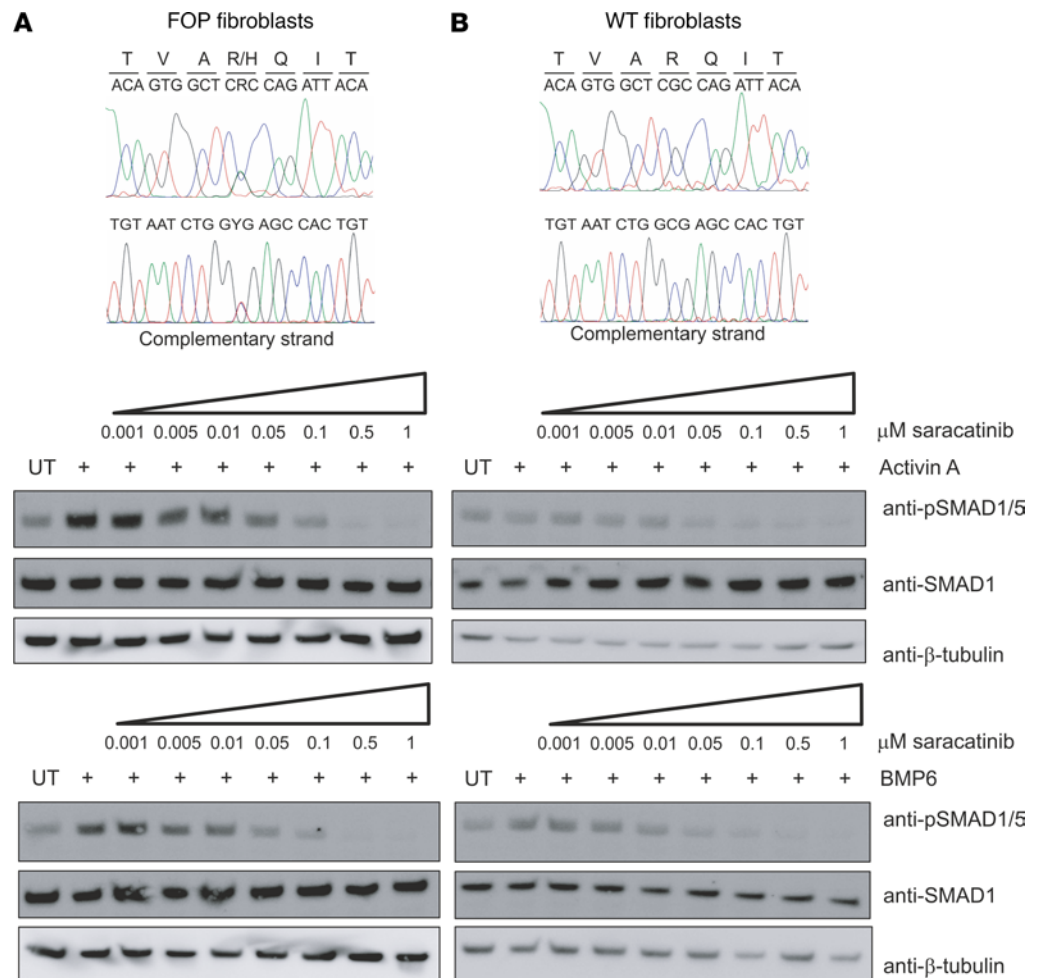 A FOP fibroblasts
T V A R/H Q I T
ACA GTG GCT CRC CAG ATT ACA
TGT AAT CTG GYG AGC CAC TGT
Complementary strand
B WT fibroblasts
T V A R Q I T
ACA GTG GCT CGC CAG ATT ACA
TGT AAT CTG GCG AGC CAC TGT
Complementary strand
0.001 0.005 0.01 0.05 0.1 0.5 1 0.001 0.005 0.01 0.05 0.1 0.5 1 μM saracatinib
UT + + + + + + + + UT + + + + + + + + Activin A
anti-pSMAD1/5
anti-SMAD1
anti-β-tubulin
0.001 0.005 0.01 0.05 0.1 0.5 1 0.001 0.005 0.01 0.05 0.1 0.5 1 μM saracatinib
UT + + + + + + + + UT + + + + + + + + BMP6
anti-pSMAD1/5
anti-SMAD1
anti-β-tubulin